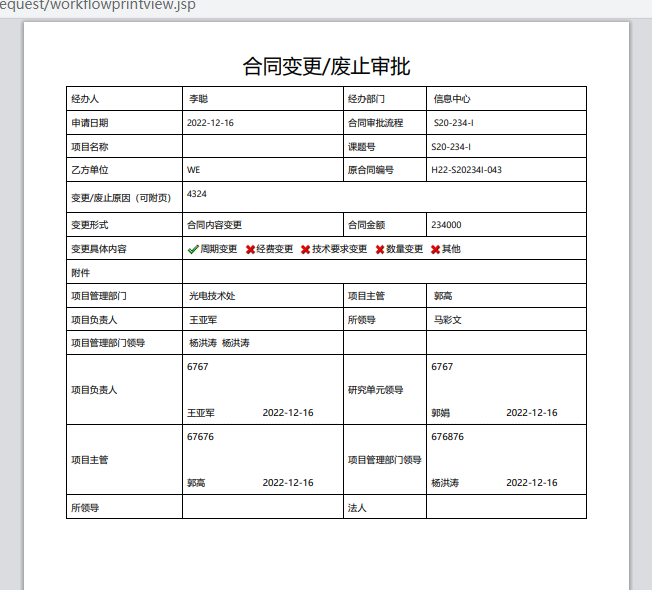 equest/workflowprintview.jsp
合同变更/废止审批
经办人 李聪 经办部门 信息中心
申请日期 2022-12-16 合同审批流程 S20-234-I
项目名称 课题号 S20-234-I
乙方单位 WE 原合同编号 H22-S20234I-043
变更/废止原因（可附页） 4324
变更形式 合同内容变更 合同金额 234000
变更具体内容 周期变更 经费变更 技术要求变更 数量变更 其他
附件
项目管理部门 光电技术处 项目主管 郭高
项目负责人 王亚军 所领导 马彩文
项目管理部门领导 杨洪涛 杨洪涛
项目负责人 6767 王亚军 2022-12-16 研究单元领导 6767 郭娟 2022-12-16
项目主管 67676 郭高 2022-12-16 项目管理部门领导 676876 杨洪涛 2022-12-16
所领导 法人